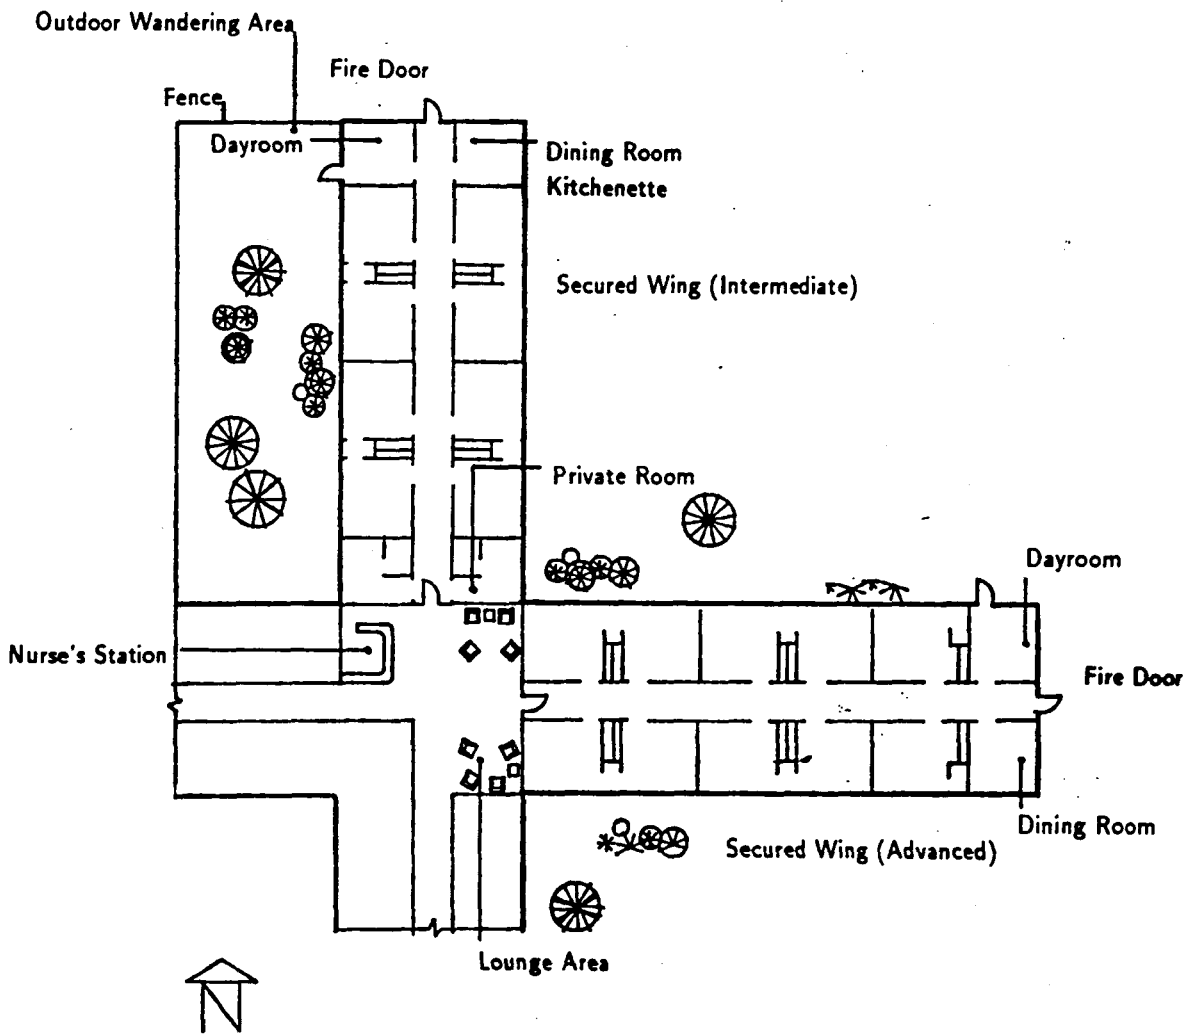 Outdoor Wandering Area
Fire Door
Fence
Dayroom
Dining Room
Kitchenette
Secured Wing (Intermediate)
Private Room
Dayroom
Nurse's Station
Fire Door
Dining Room
Secured Wing (Advanced)
Lounge Area
N